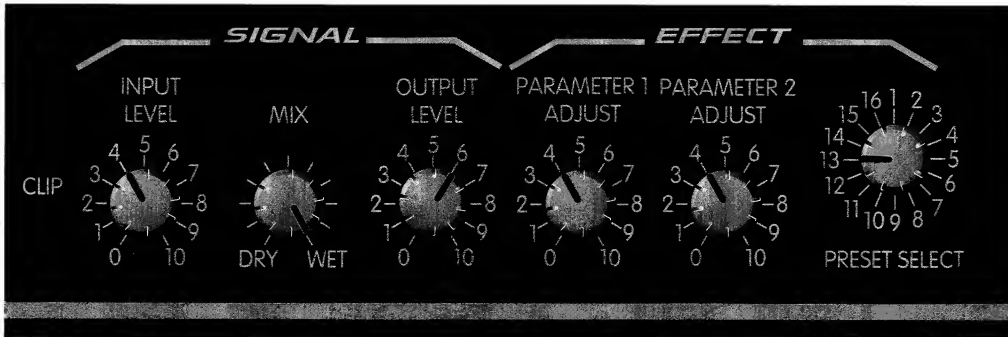 SIGNAL
EFFECT
INPUT LEVEL
MIX
OUTPUT LEVEL
PARAMETER 1 ADJUST
PARAMETER 2 ADJUST
CLIP
0 1 2 3 4 5 6 7 8 9 10
DRY WET
0 1 2 3 4 5 6 7 8 9 10
0 1 2 3 4 5 6 7 8 9 10
0 1 2 3 4 5 6 7 8 9 10
1 2 3 4 5 6 7 8 9 10 11 12 13 14 15 16
PRESET SELECT